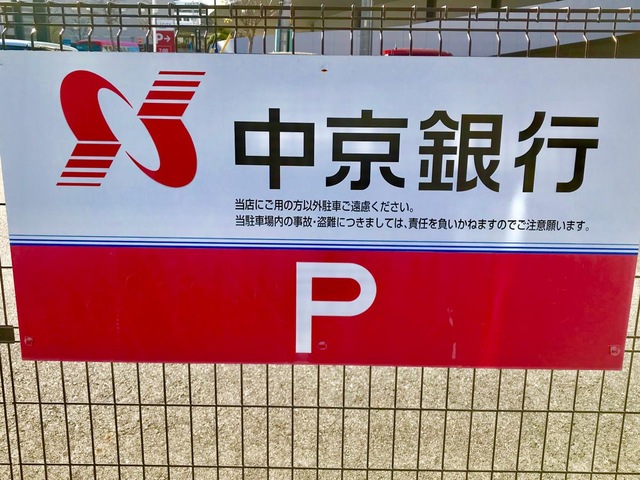 P→
中京銀行
当店にご用の方以外駐車ご遠慮ください。
当駐車場内の事故・盗難につきましては、責任を負いかねますのでご注意願います。
P